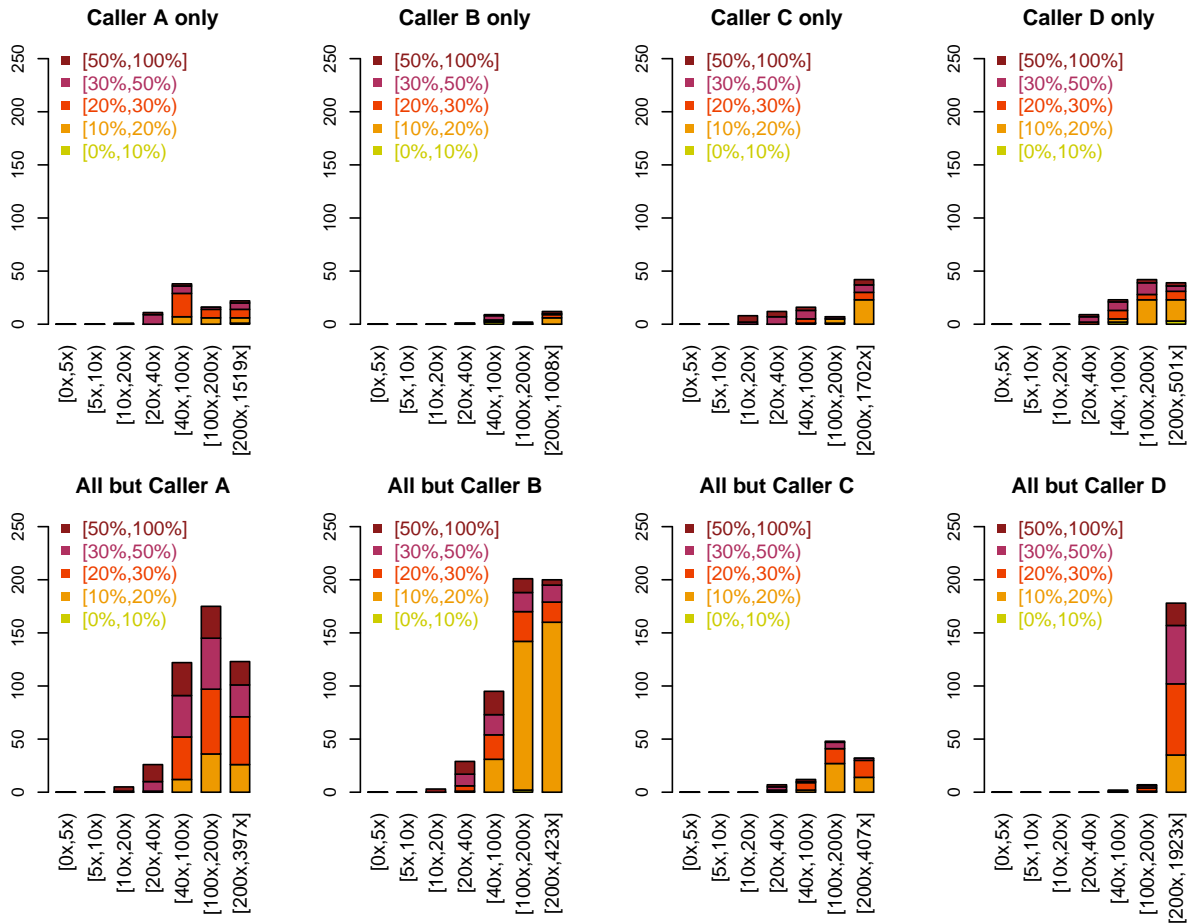 Caller A only
250
200
150
100
50
0
[50%,100%]
[30%,50%)
[20%,30%)
[10%,20%)
[0%,10%)
[0x,5x)
[5x,10x)
[10x,20x)
[20x,40x)
[40x,100x)
[100x,200x)
[200x,1519x]
Caller B only
250
200
150
100
50
0
[50%,100%]
[30%,50%)
[20%,30%)
[10%,20%)
[0%,10%)
[0x,5x)
[5x,10x)
[10x,20x)
[20x,40x)
[40x,100x)
[100x,200x)
[200x,1008x]
Caller C only
250
200
150
100
50
0
[50%,100%]
[30%,50%)
[20%,30%)
[10%,20%)
[0%,10%)
[0x,5x)
[5x,10x)
[10x,20x)
[20x,40x)
[40x,100x)
[100x,200x)
[200x,1702x]
Caller D only
250
200
150
100
50
0
[50%,100%]
[30%,50%)
[20%,30%)
[10%,20%)
[0%,10%)
[0x,5x)
[5x,10x)
[10x,20x)
[20x,40x)
[40x,100x)
[100x,200x)
[200x,501x]
All but Caller A
250
200
150
100
50
0
[50%,100%]
[30%,50%)
[20%,30%)
[10%,20%)
[0%,10%)
[0x,5x)
[5x,10x)
[10x,20x)
[20x,40x)
[40x,100x)
[100x,200x)
[200x,397x]
All but Caller B
250
200
150
100
50
0
[50%,100%]
[30%,50%)
[20%,30%)
[10%,20%)
[0%,10%)
[0x,5x)
[5x,10x)
[10x,20x)
[20x,40x)
[40x,100x)
[100x,200x)
[200x,423x]
All but Caller C
250
200
150
100
50
0
[50%,100%]
[30%,50%)
[20%,30%)
[10%,20%)
[0%,10%)
[0x,5x)
[5x,10x)
[10x,20x)
[20x,40x)
[40x,100x)
[100x,200x)
[200x,407x]
All but Caller D
250
200
150
100
50
0
[50%,100%]
[30%,50%)
[20%,30%)
[10%,20%)
[0%,10%)
[0x,5x)
[5x,10x)
[10x,20x)
[20x,40x)
[40x,100x)
[100x,200x)
[200x,1923x]